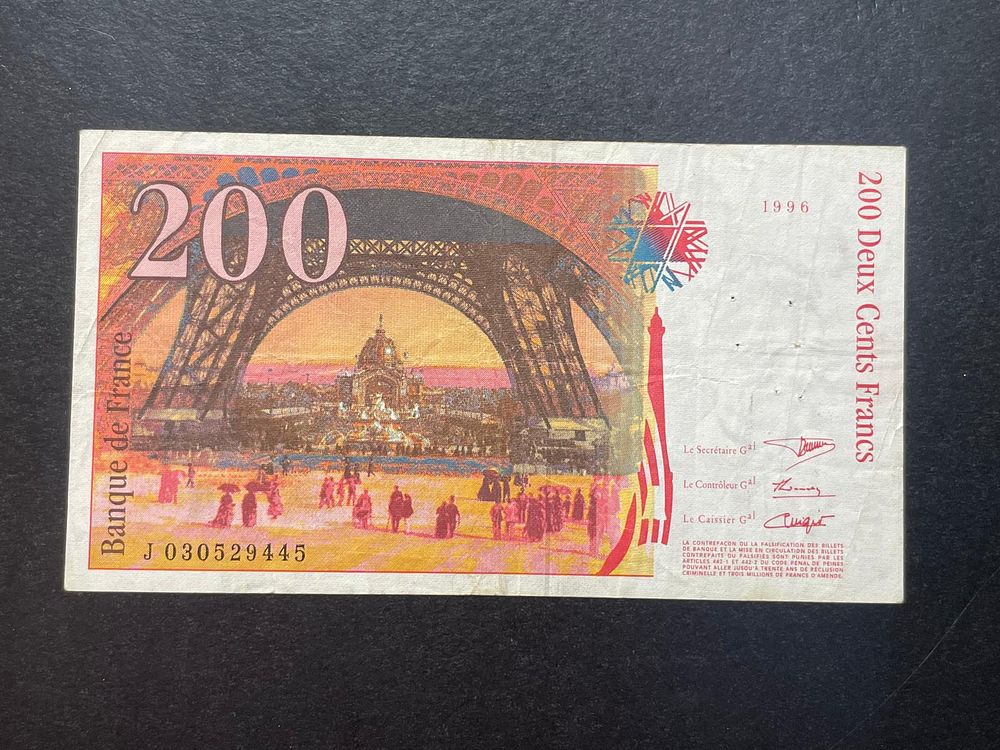 200
1996
200 Deux Cents Francs
Banque de France
Le Secrétaire Gal
Le Contrôleur Gal
Le Caissier Gal
J 030529445
LA CONTREFAÇON OU LA FALSIFICATION DES BILLETS
DE BANQUE ET LA MISE EN CIRCULATION DES BILLETS
CONTREFAITS OU FALSIFIÉS SONT PUNIES PAR LES
ARTICLES 442-1 ET 442-2 DU CODE PÉNAL DE PEINES
POUVANT ALLER JUSQU'À TRENTE ANS DE RÉCLUSION
CRIMINELLE ET TROIS MILLIONS DE FRANCS D'AMENDE.